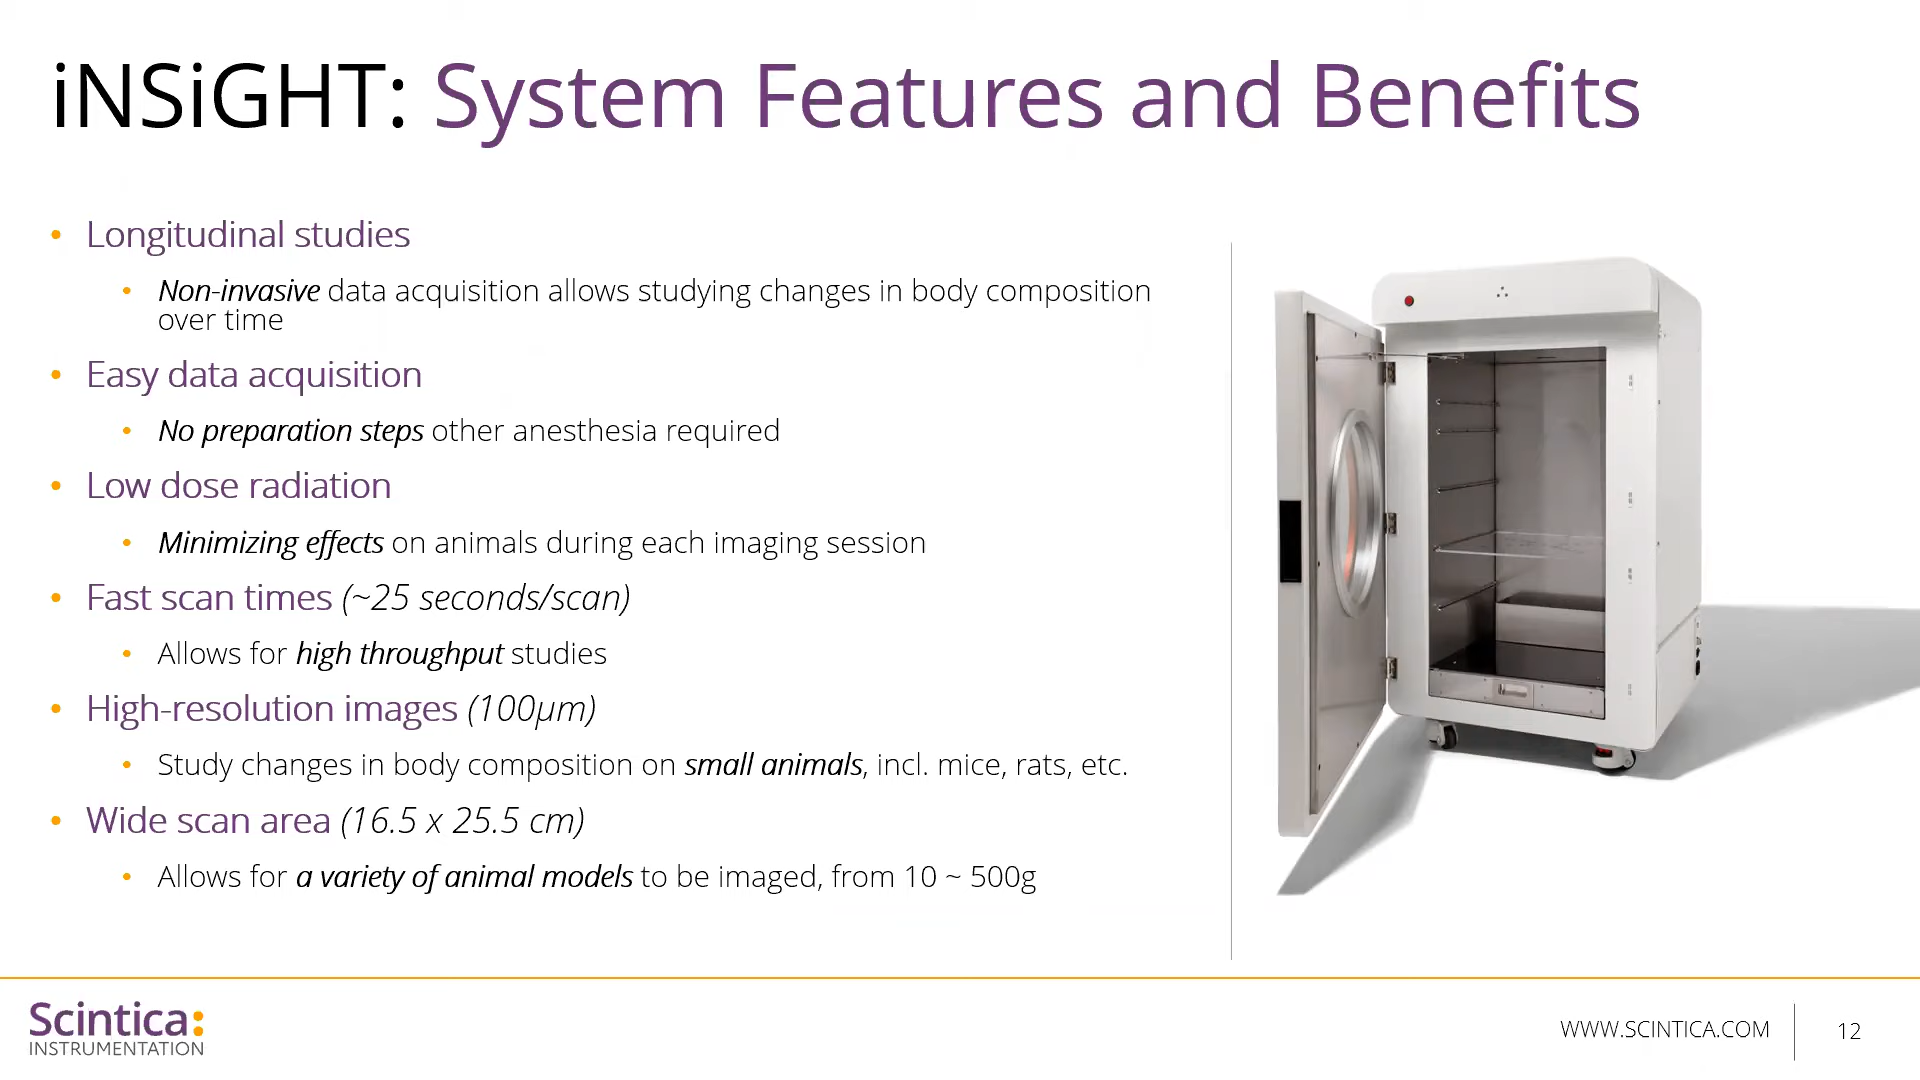 iNSiGHT: System Features and Benefits
• Longitudinal studies
• Non-invasive data acquisition allows studying changes in body composition
over time
• Easy data acquisition
• No preparation steps other anesthesia required
• Low dose radiation
• Minimizing effects on animals during each imaging session
• Fast scan times (~25 seconds/scan)
• Allows for high throughput studies
• High-resolution images (100µm)
• Study changes in body composition on small animals, incl. mice, rats, etc.
• Wide scan area (16.5 x 25.5 cm)
• Allows for a variety of animal models to be imaged, from 10 ~ 500g
Scintica:
INSTRUMENTATION
WWW.SCINTICA.COM
12